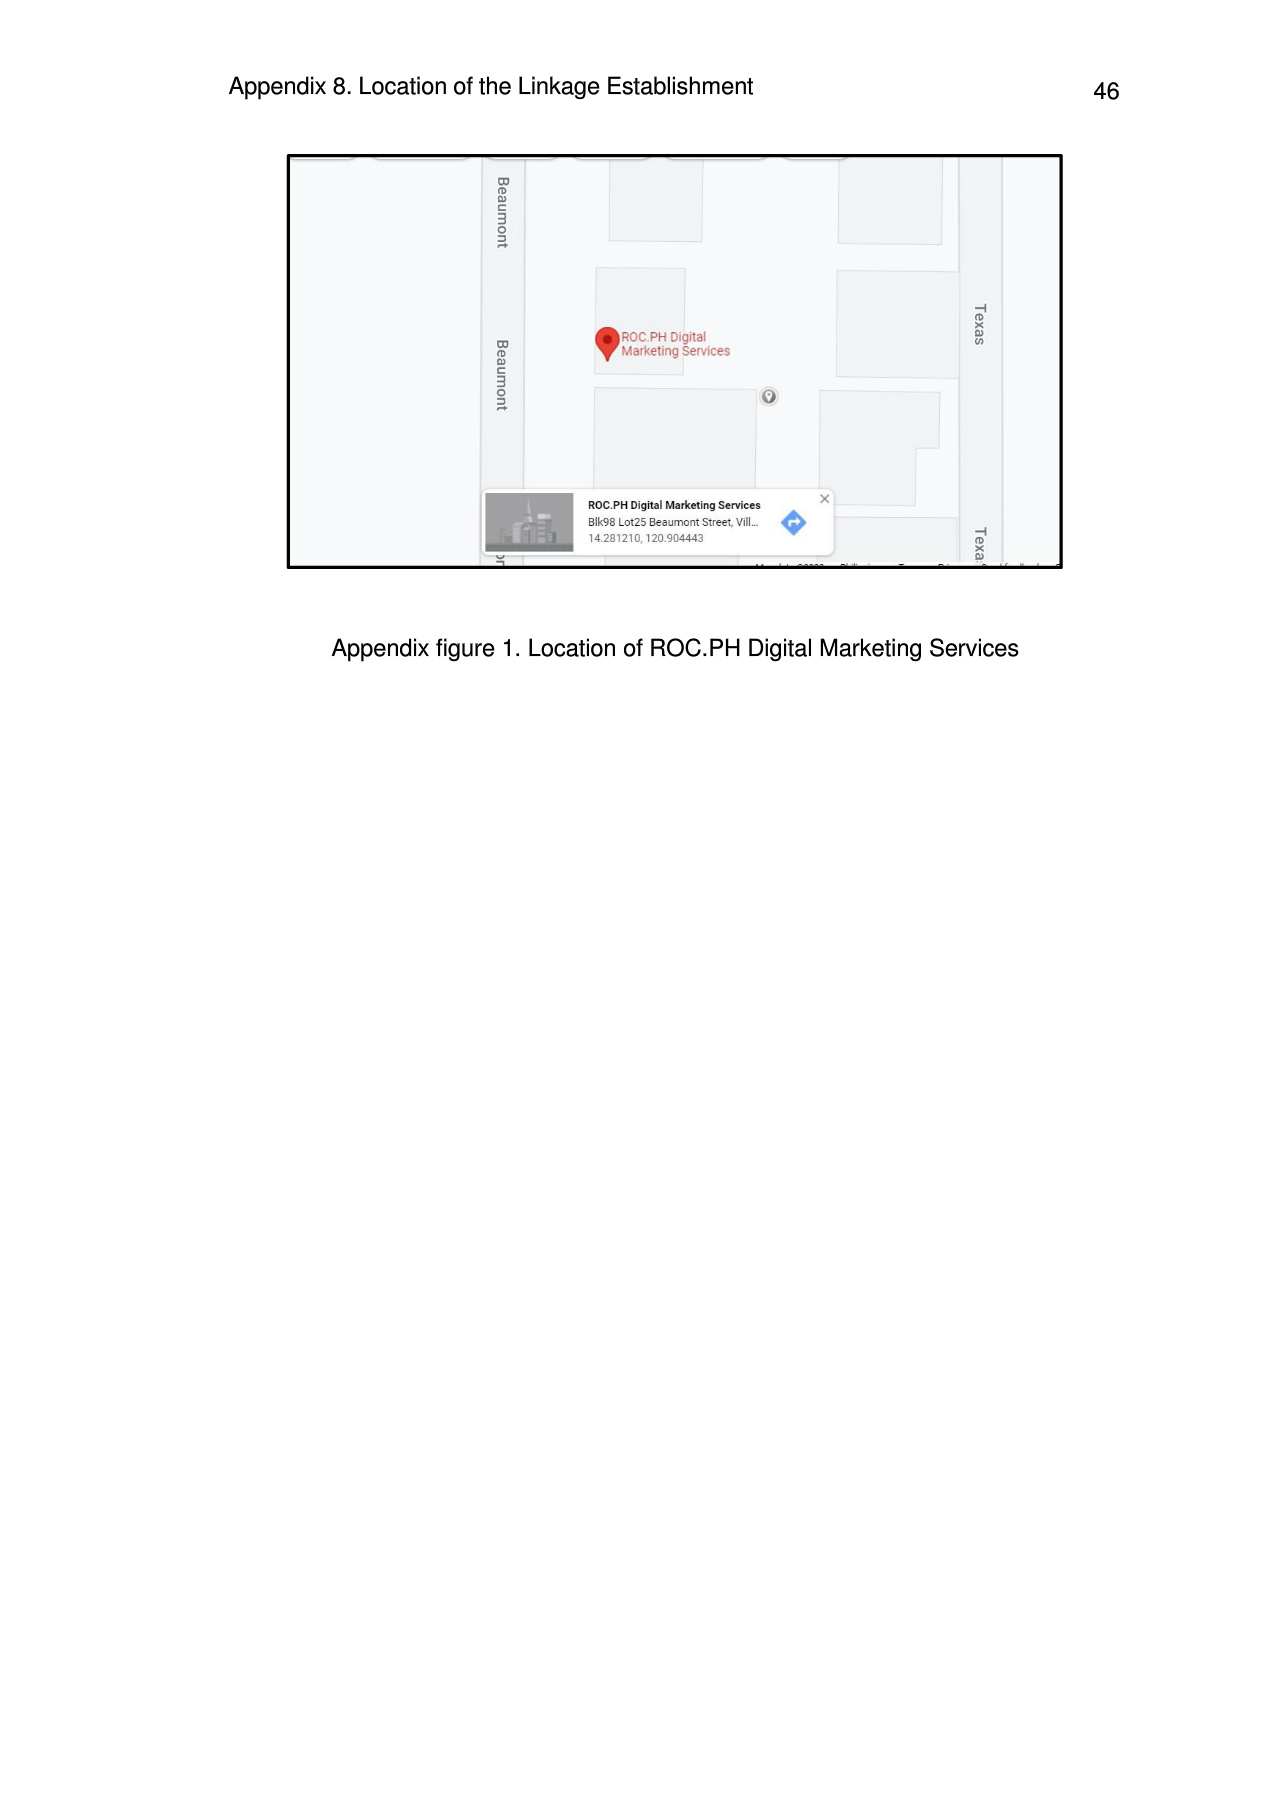 Appendix 8. Location of the Linkage Establishment
46
Beaumont
Beaumont
Texas
ROC.PH Digital
Marketing Services
ROC.PH Digital Marketing Services
Blk98 Lot25 Beaumont Street, Vill...
14.281210, 120.904443
Texas
Appendix figure 1. Location of ROC.PH Digital Marketing Services